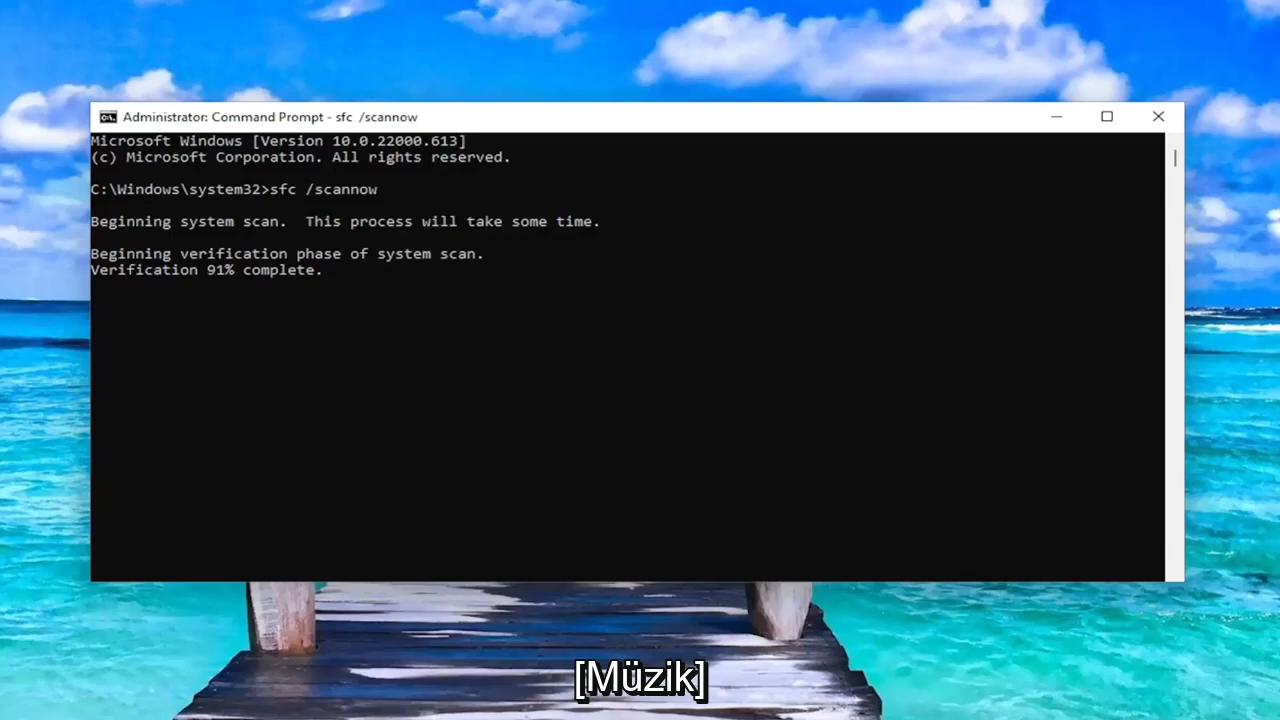 Administrator: Command Prompt - sfc  /scannow
Microsoft Windows [Version 10.0.22000.613]
(c) Microsoft Corporation. All rights reserved.
C:\Windows\system32>sfc /scannow
Beginning system scan.  This process will take some time.
Beginning verification phase of system scan.
Verification 91% complete.
[Müzik]